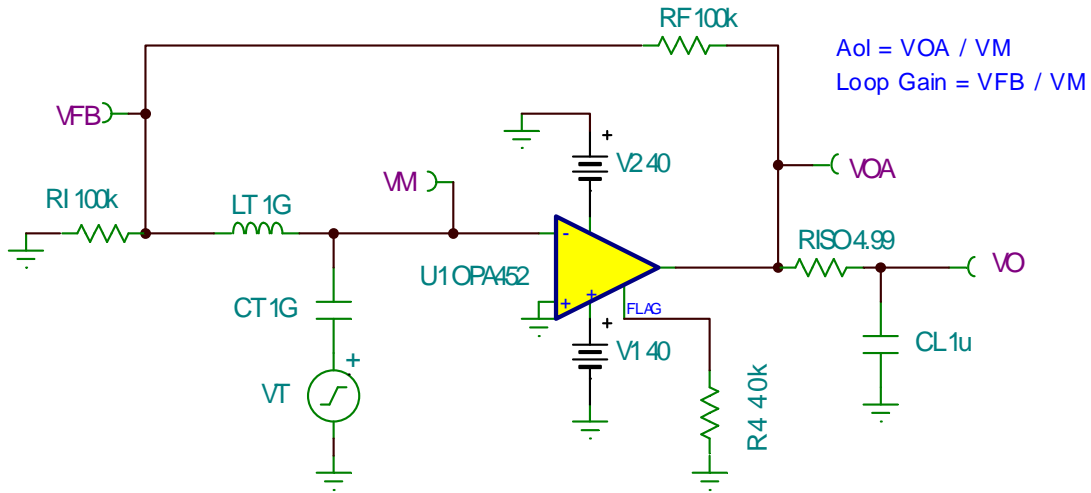 RF 100k
Aol = VOA / VM
Loop Gain = VFB / VM
VFB
+
V2 40
VM
VOA
RI 100k
LT 1G
-
RISO 4.99
VO
U1 OPA452
+
+
FLAG
CT 1G
+
V1 40
CL 1u
+
VT
R4 40k